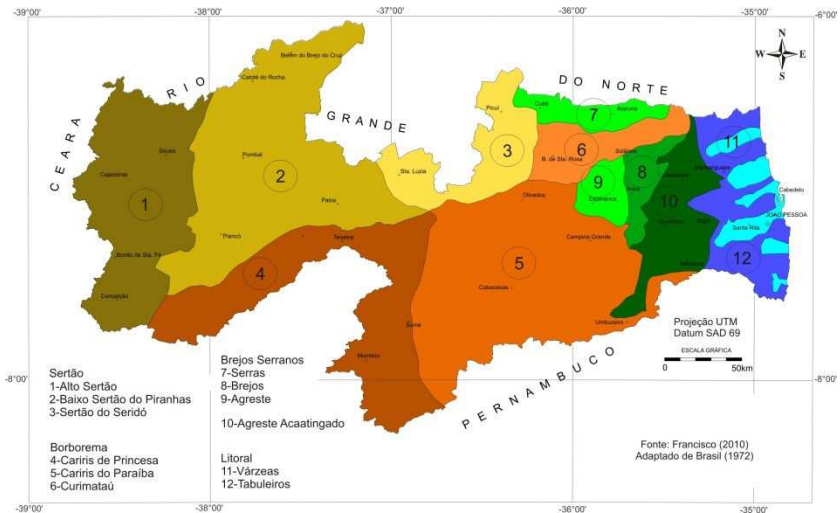 -39°00' -38°00' -37°00' -36°00' -35°00'
-6°00'
N
W E
S
CEARÁ
RIO
GRANDE
DO NORTE
PERNAMBUCO
Belém do Brejo do Cruz
Catolé do Rocha
Sousa
Cajazeiras
Pombal
Patos
Piancó
Bonito de Sta. Fé
Conceição
Teixeira
Sta. Luzia
Picuí
Cuité
Araruna
B. de Sta. Rosa
Solânea
Areia
Esperança
Olivedos
Campina Grande
Cabaceiras
Sumé
Monteiro
Umbuzeiro
Mamanguape
Cabedelo
JOÃO PESSOA
Santa Rita
1
2
3
4
5
6
7
8
9
10
11
12
Projeção UTM
Datum SAD 69
ESCALA GRÁFICA
0 50km
-8°00' -8°00'
Sertão
1-Alto Sertão
2-Baixo Sertão do Piranhas
3-Sertão do Seridó
Borborema
4-Cariris de Princesa
5-Cariris do Paraíba
6-Curimataú
Brejos Serranos
7-Serras
8-Brejos
9-Agreste
10-Agreste Acaatingado
Litoral
11-Várzeas
12-Tabuleiros
Fonte: Francisco (2010)
Adaptado de Brasil (1972)
-39°00' -38°00' -37°00' -36°00' -35°00'